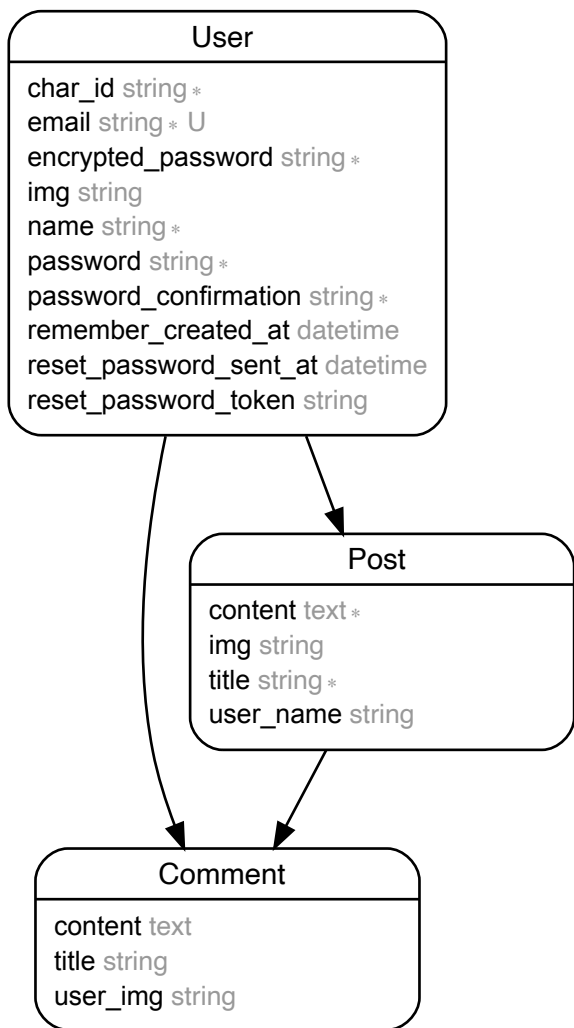 User
char_id string *
email string * U
encrypted_password string *
img string
name string *
password string *
password_confirmation string *
remember_created_at datetime
reset_password_sent_at datetime
reset_password_token string
Post
content text *
img string
title string *
user_name string
Comment
content text
title string
user_img string